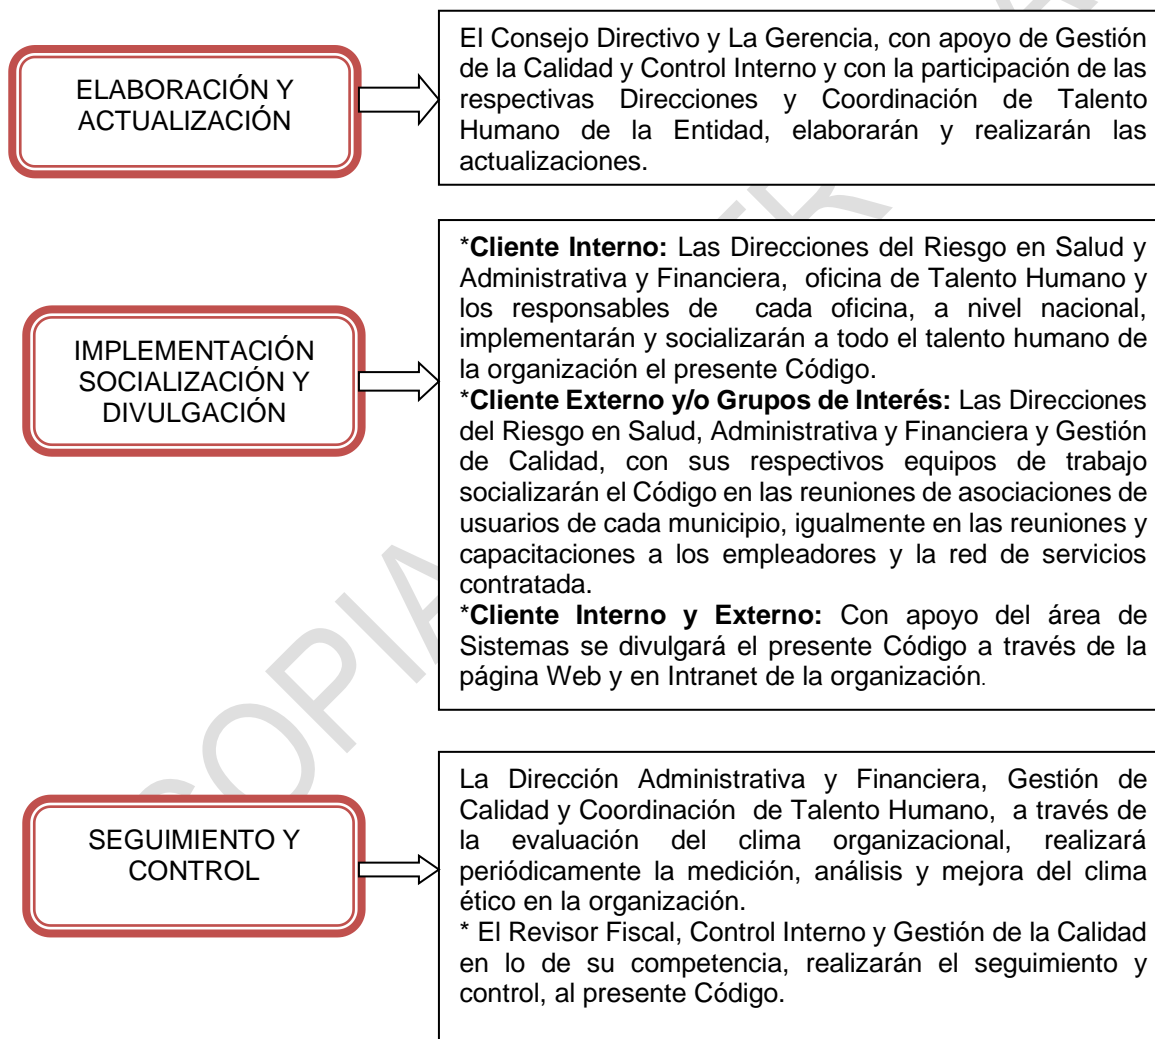 ELABORACIÓN Y
ACTUALIZACIÓN
El Consejo Directivo y La Gerencia, con apoyo de Gestión
de la Calidad y Control Interno y con la participación de las
respectivas Direcciones y Coordinación de Talento
Humano de la Entidad, elaborarán y realizarán las
actualizaciones.
IMPLEMENTACIÓN
SOCIALIZACIÓN Y
DIVULGACIÓN
*Cliente Interno: Las Direcciones del Riesgo en Salud y
Administrativa y Financiera, oficina de Talento Humano y
los responsables de cada oficina, a nivel nacional,
implementarán y socializarán a todo el talento humano de
la organización el presente Código.
*Cliente Externo y/o Grupos de Interés: Las Direcciones
del Riesgo en Salud, Administrativa y Financiera y Gestión
de Calidad, con sus respectivos equipos de trabajo
socializarán el Código en las reuniones de asociaciones de
usuarios de cada municipio, igualmente en las reuniones y
capacitaciones a los empleadores y la red de servicios
contratada.
*Cliente Interno y Externo: Con apoyo del área de
Sistemas se divulgará el presente Código a través de la
página Web y en Intranet de la organización.
SEGUIMIENTO Y
CONTROL
La Dirección Administrativa y Financiera, Gestión de
Calidad y Coordinación de Talento Humano, a través de
la evaluación del clima organizacional, realizará
periódicamente la medición, análisis y mejora del clima
ético en la organización.
* El Revisor Fiscal, Control Interno y Gestión de la Calidad
en lo de su competencia, realizarán el seguimiento y
control, al presente Código.
COPIA